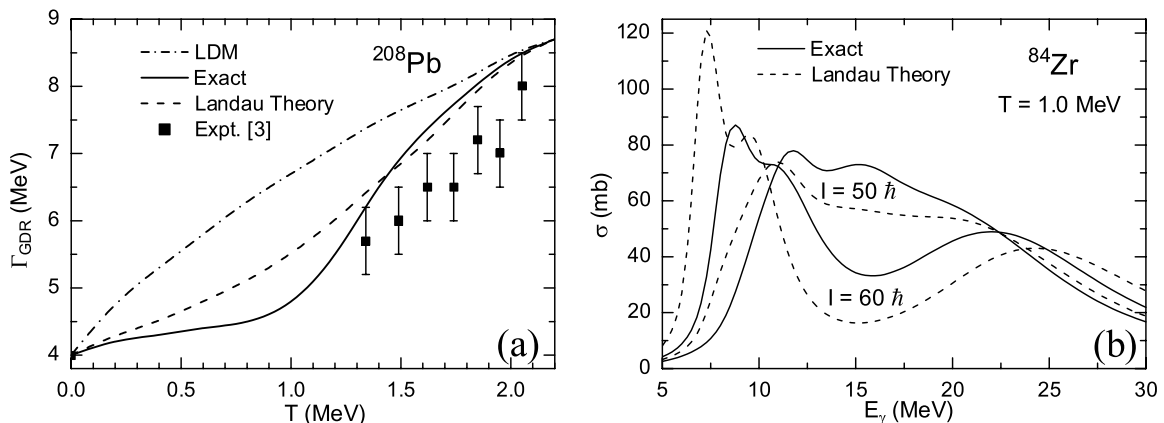 9
8
7
6
5
4
Γ_GDR (MeV)
LDM
Exact
Landau Theory
Expt. [3]
²⁰⁸Pb
(a)
0.0 0.5 1.0 1.5 2.0
T (MeV)
120
100
80
60
40
20
0
σ (mb)
Exact
Landau Theory
⁸⁴Zr
T = 1.0 MeV
I = 50 ℏ
I = 60 ℏ
(b)
5 10 15 20 25 30
E_γ (MeV)